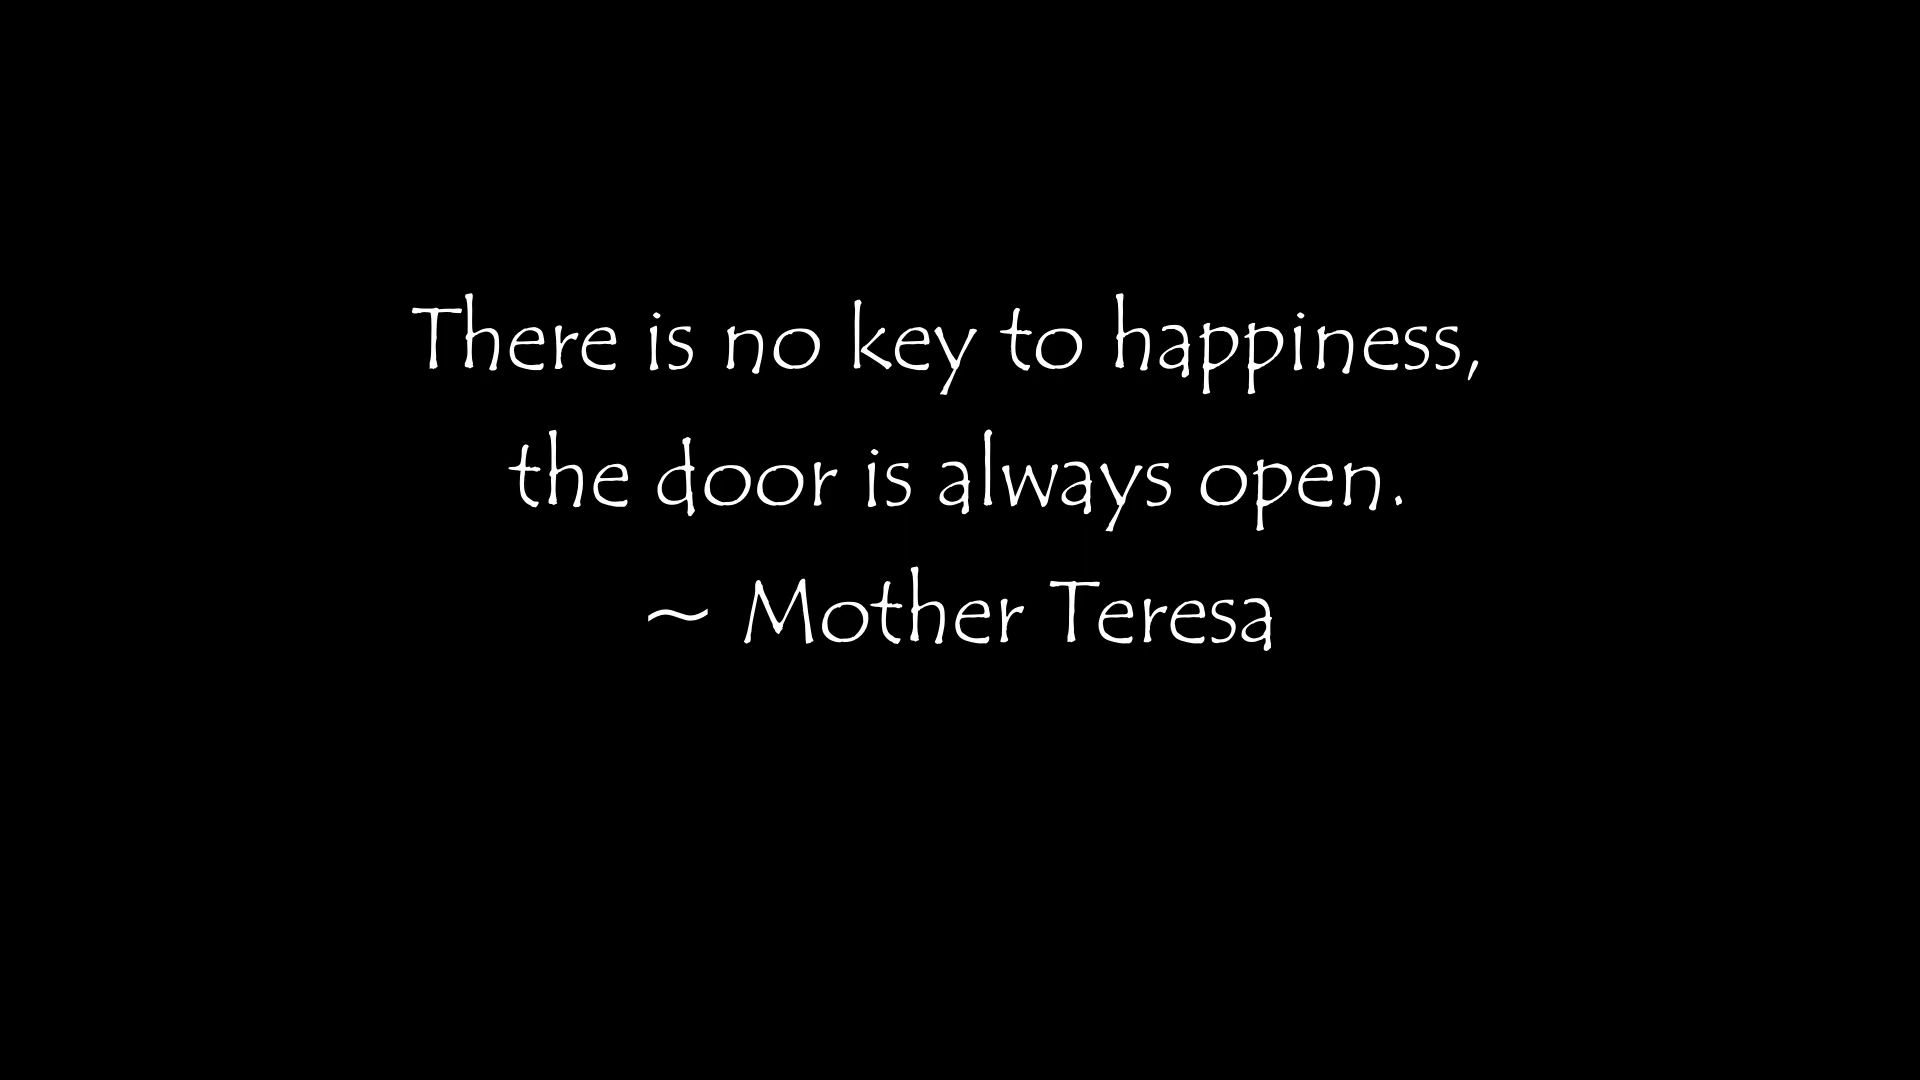 There is no key to happiness,
the door is always open.
~ Mother Teresa